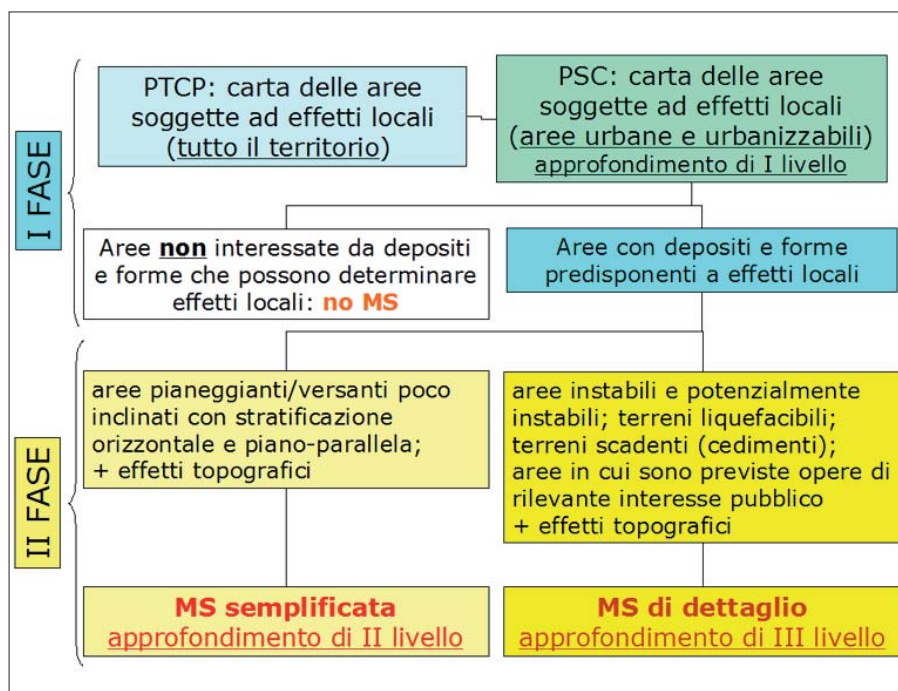 I FASE
PTCP: carta delle aree
soggette ad effetti locali
(tutto il territorio)
PSC: carta delle aree
soggette ad effetti locali
(aree urbane e urbanizzabili)
approfondimento di I livello
Aree non interessate da depositi
e forme che possono determinare
effetti locali: no MS
Aree con depositi e forme
predisponenti a effetti locali
II FASE
aree pianeggianti/versanti poco
inclinati con stratificazione
orizzontale e piano-parallela;
+ effetti topografici
aree instabili e potenzialmente
instabili; terreni liquefacibili;
terreni scadenti (cedimenti);
aree in cui sono previste opere di
rilevante interesse pubblico
+ effetti topografici
MS semplificata
approfondimento di II livello
MS di dettaglio
approfondimento di III livello